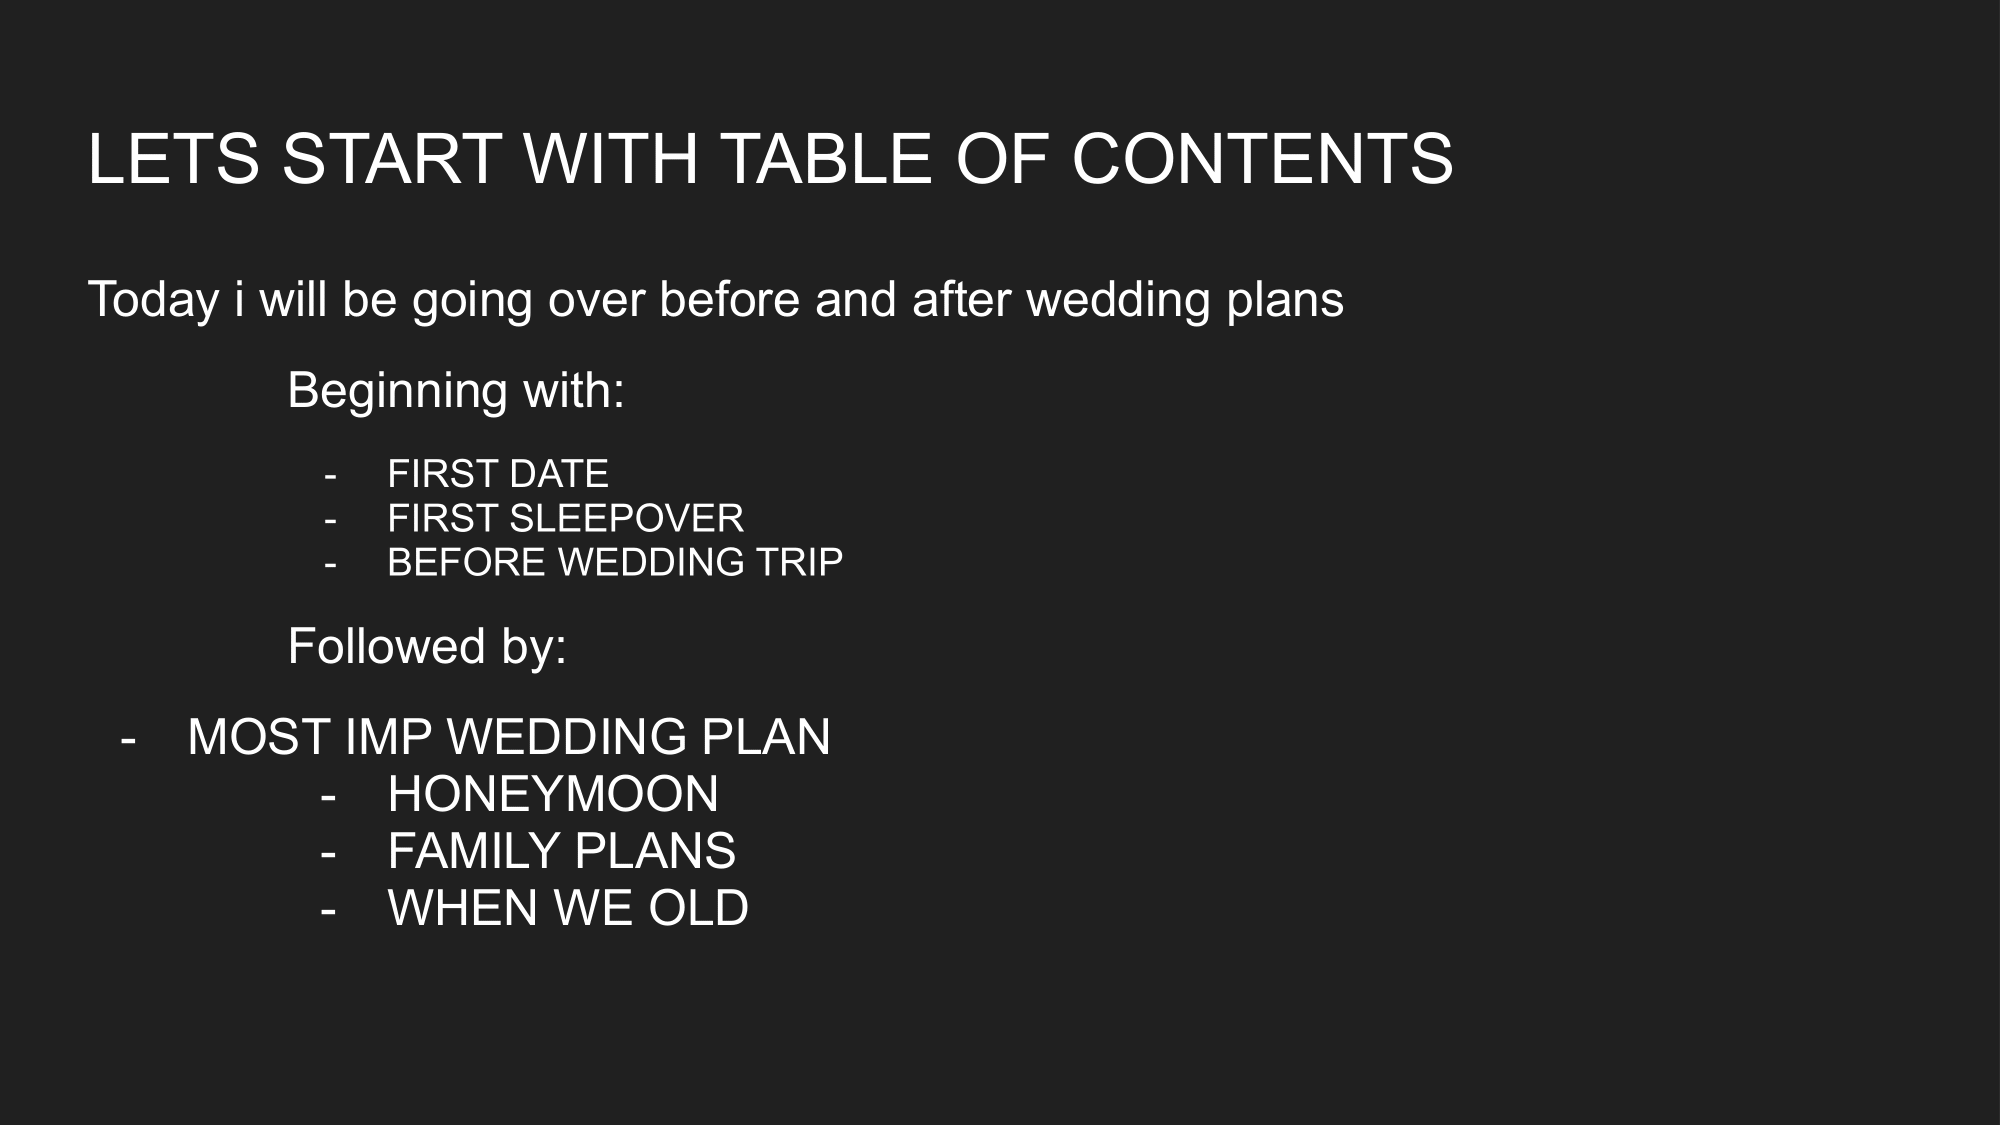 LETS START WITH TABLE OF CONTENTS
Today i will be going over before and after wedding plans
Beginning with:
- FIRST DATE
- FIRST SLEEPOVER
- BEFORE WEDDING TRIP
Followed by:
- MOST IMP WEDDING PLAN
- HONEYMOON
- FAMILY PLANS
- WHEN WE OLD